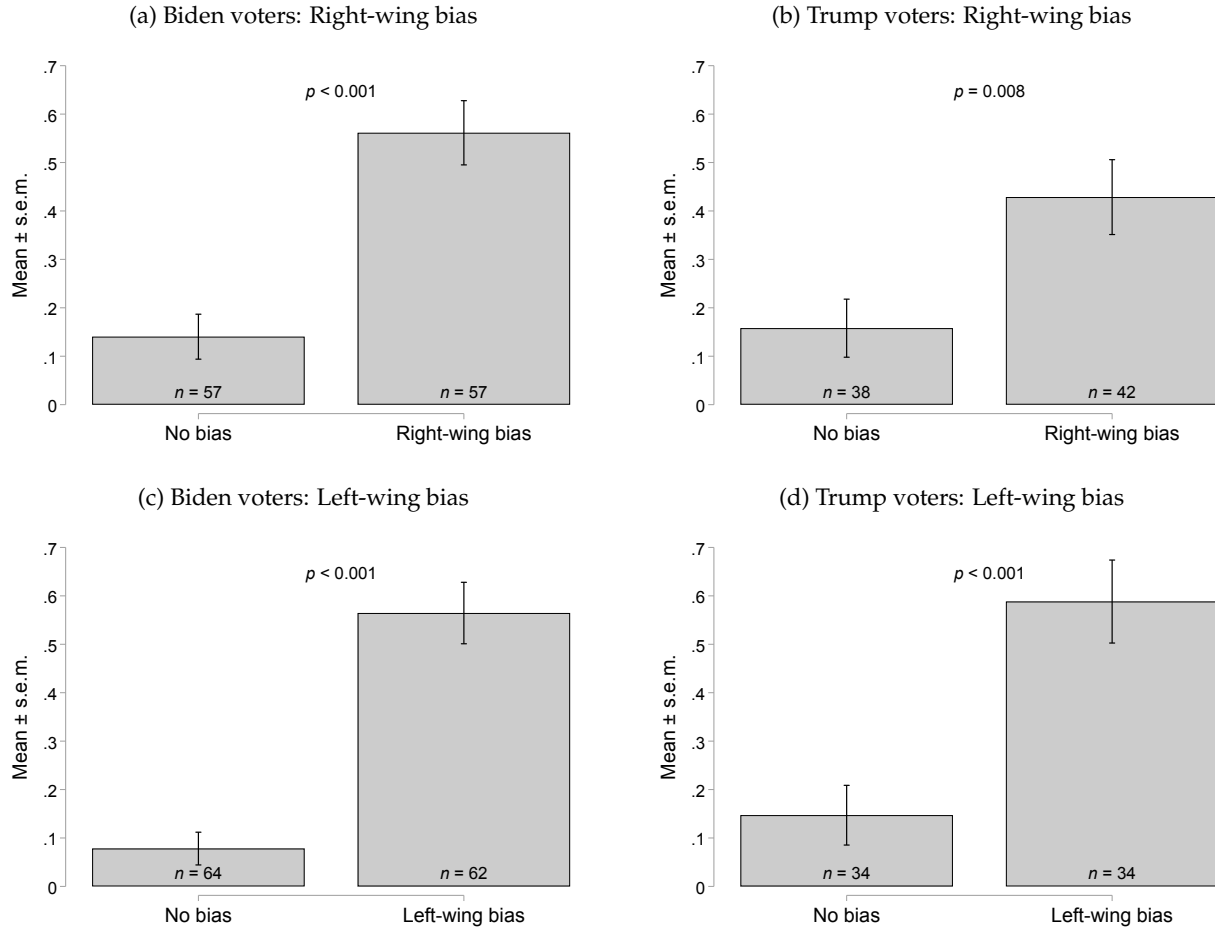 (a) Biden voters: Right-wing bias
.7
.6
.5
.4
.3
.2
.1
0
Mean ± s.e.m.
p < 0.001
n = 57
n = 57
No bias
Right-wing bias
(b) Trump voters: Right-wing bias
.7
.6
.5
.4
.3
.2
.1
0
Mean ± s.e.m.
p = 0.008
n = 38
n = 42
No bias
Right-wing bias
(c) Biden voters: Left-wing bias
.7
.6
.5
.4
.3
.2
.1
0
Mean ± s.e.m.
p < 0.001
n = 64
n = 62
No bias
Left-wing bias
(d) Trump voters: Left-wing bias
.7
.6
.5
.4
.3
.2
.1
0
Mean ± s.e.m.
p < 0.001
n = 34
n = 34
No bias
Left-wing bias